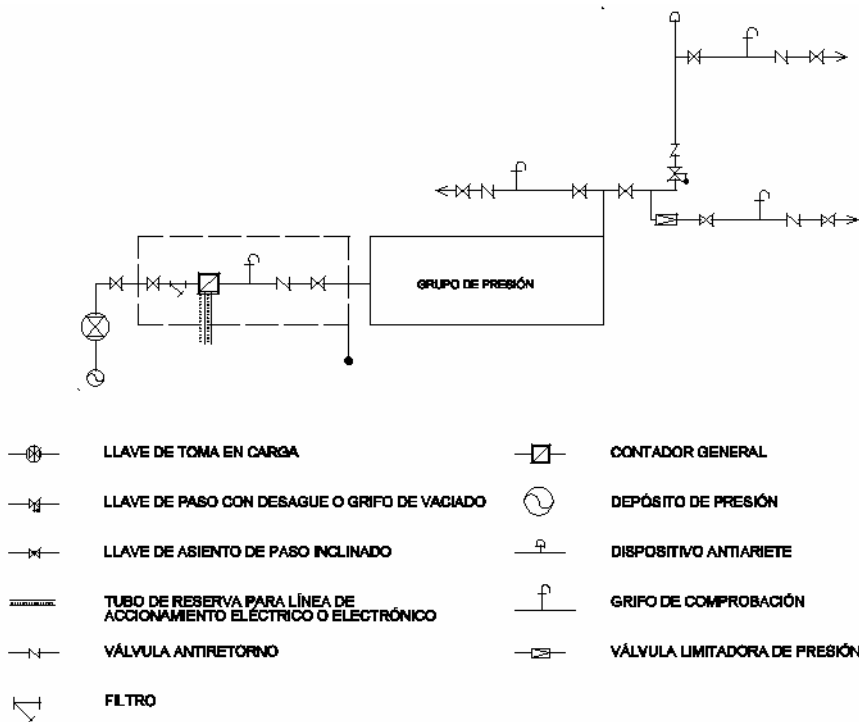 GRUPO DE PRESIÓN
LLAVE DE TOMA EN CARGA
CONTADOR GENERAL
LLAVE DE PASO CON DESAGUE O GRIFO DE VACIADO
DEPÓSITO DE PRESIÓN
LLAVE DE ASIENTO DE PASO INCLINADO
DISPOSITIVO ANTIARIETE
TUBO DE RESERVA PARA LÍNEA DE
ACCIONAMIENTO ELÉCTRICO O ELECTRÓNICO
GRIFO DE COMPROBACIÓN
VÁLVULA ANTIRETORNO
VÁLVULA LIMITADORA DE PRESIÓN
FILTRO